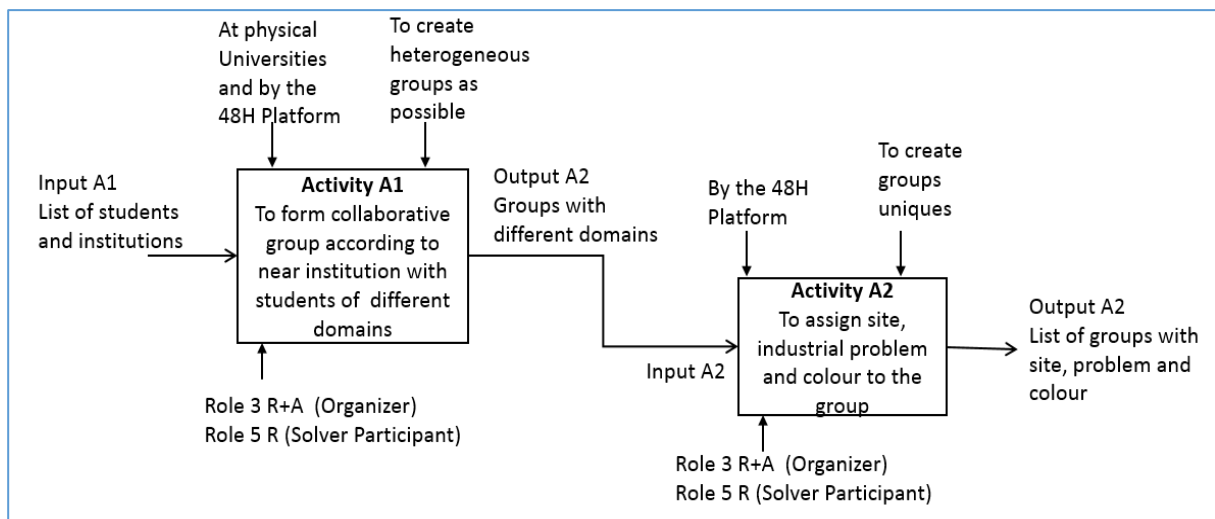 At physical
Universities
and by the
48H Platform
To create
heterogeneous
groups as
possible
Input A1
List of students
and institutions
Activity A1
To form collaborative
group according to
near institution with
students of different
domains
Role 3 R+A (Organizer)
Role 5 R (Solver Participant)
Output A2
Groups with
different domains
Input A2
By the 48H
Platform
To create
groups
uniques
Activity A2
To assign site,
industrial problem
and colour to the
group
Role 3 R+A (Organizer)
Role 5 R (Solver Participant)
Output A2
List of groups with
site, problem and
colour